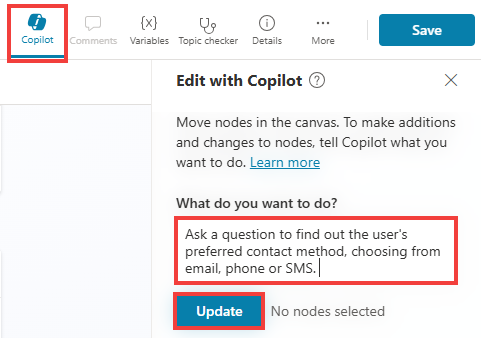 Copilot Comments Variables Topic checker Details More Save
{x}
Edit with Copilot
Move nodes in the canvas. To make additions
and changes to nodes, tell Copilot what you
want to do. Learn more
What do you want to do?
Ask a question to find out the user's
preferred contact method, choosing from
email, phone or SMS.
Update No nodes selected